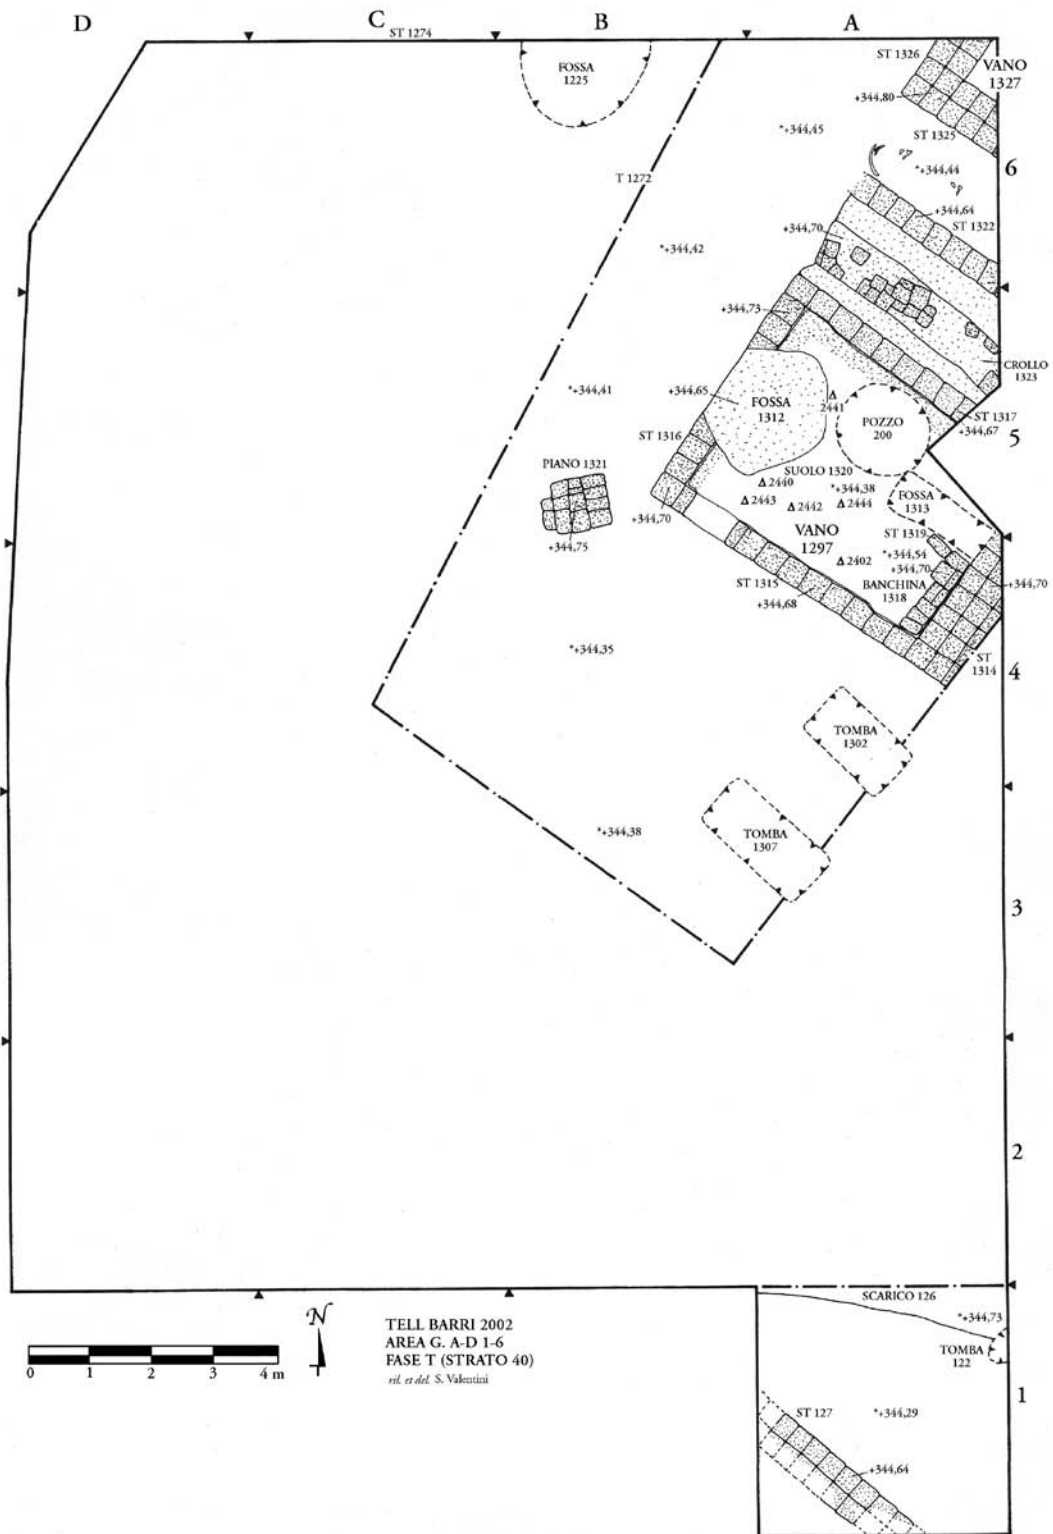 D C B A
ST 1274
FOSSA
1225
ST 1326
VANO
1327
+344,80
*+344,45
ST 1325
6
*+344,44
T 1272
+344,64
ST 1322
+344,70
*+344,42
+344,73
CROLLO
1323
*+344,41
+344,65
FOSSA
1312
2441
POZZO
200
ST 1317
+344,67
5
ST 1316
PIANO 1321
SUOLO 1320
2440
*+344,38
2443
2442
2444
FOSSA
1313
+344,70
+344,75
VANO
1297
ST 1319
*+344,54
+344,70
2402
BANCHINA
1318
+344,70
ST 1315
+344,68
*+344,35
ST
1314
4
TOMBA
1302
*+344,38
TOMBA
1307
3
2
SCARICO 126
*+344,73
TOMBA
122
N
TELL BARRI 2002
AREA G. A-D 1-6
FASE T (STRATO 40)
ril. et del. S. Valentini
0 1 2 3 4 m
1
ST 127
*+344,29
+344,64